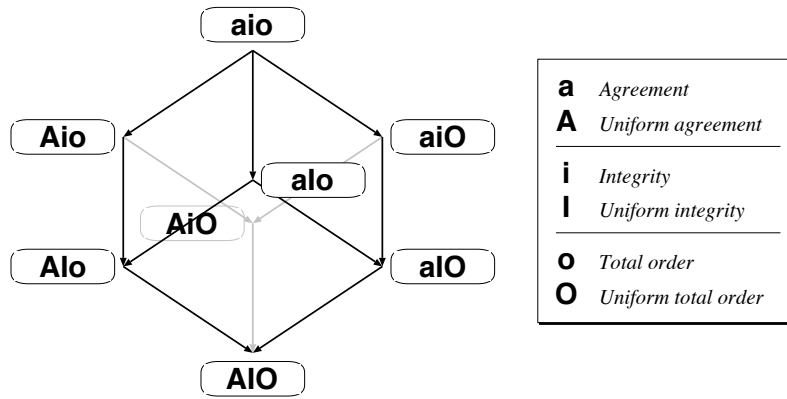 aio
Aio
aiO
aIo
AiO
AIo
aIO
AIO
a Agreement
A Uniform agreement
i Integrity
I Uniform integrity
o Total order
O Uniform total order